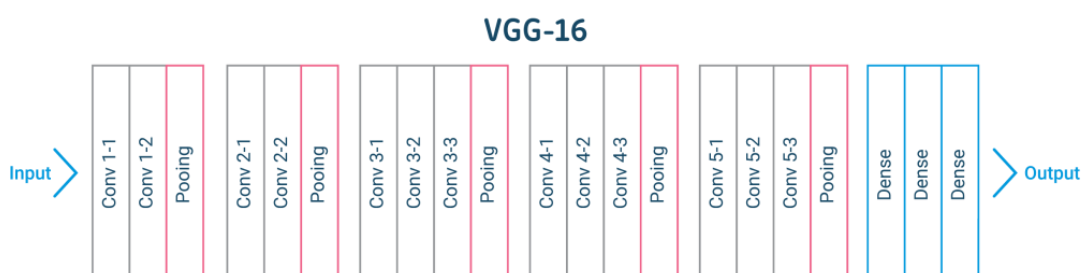 VGG-16
Input
Conv 1-1
Conv 1-2
Pooing
Conv 2-1
Conv 2-2
Pooing
Conv 3-1
Conv 3-2
Conv 3-3
Pooing
Conv 4-1
Conv 4-2
Conv 4-3
Pooing
Conv 5-1
Conv 5-2
Conv 5-3
Pooing
Dense
Dense
Dense
Output